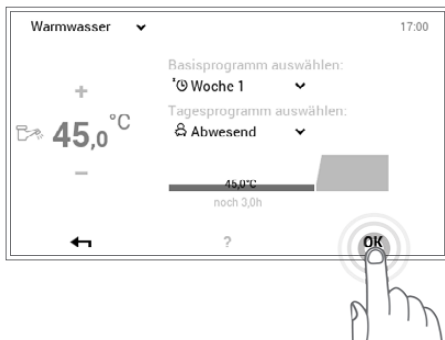 Warmwasser
17:00
Basisprogramm auswählen:
Woche 1
Tagesprogramm auswählen:
Abwesend
+
45,0°C
–
45,0°C
noch 3,0h
?
OK